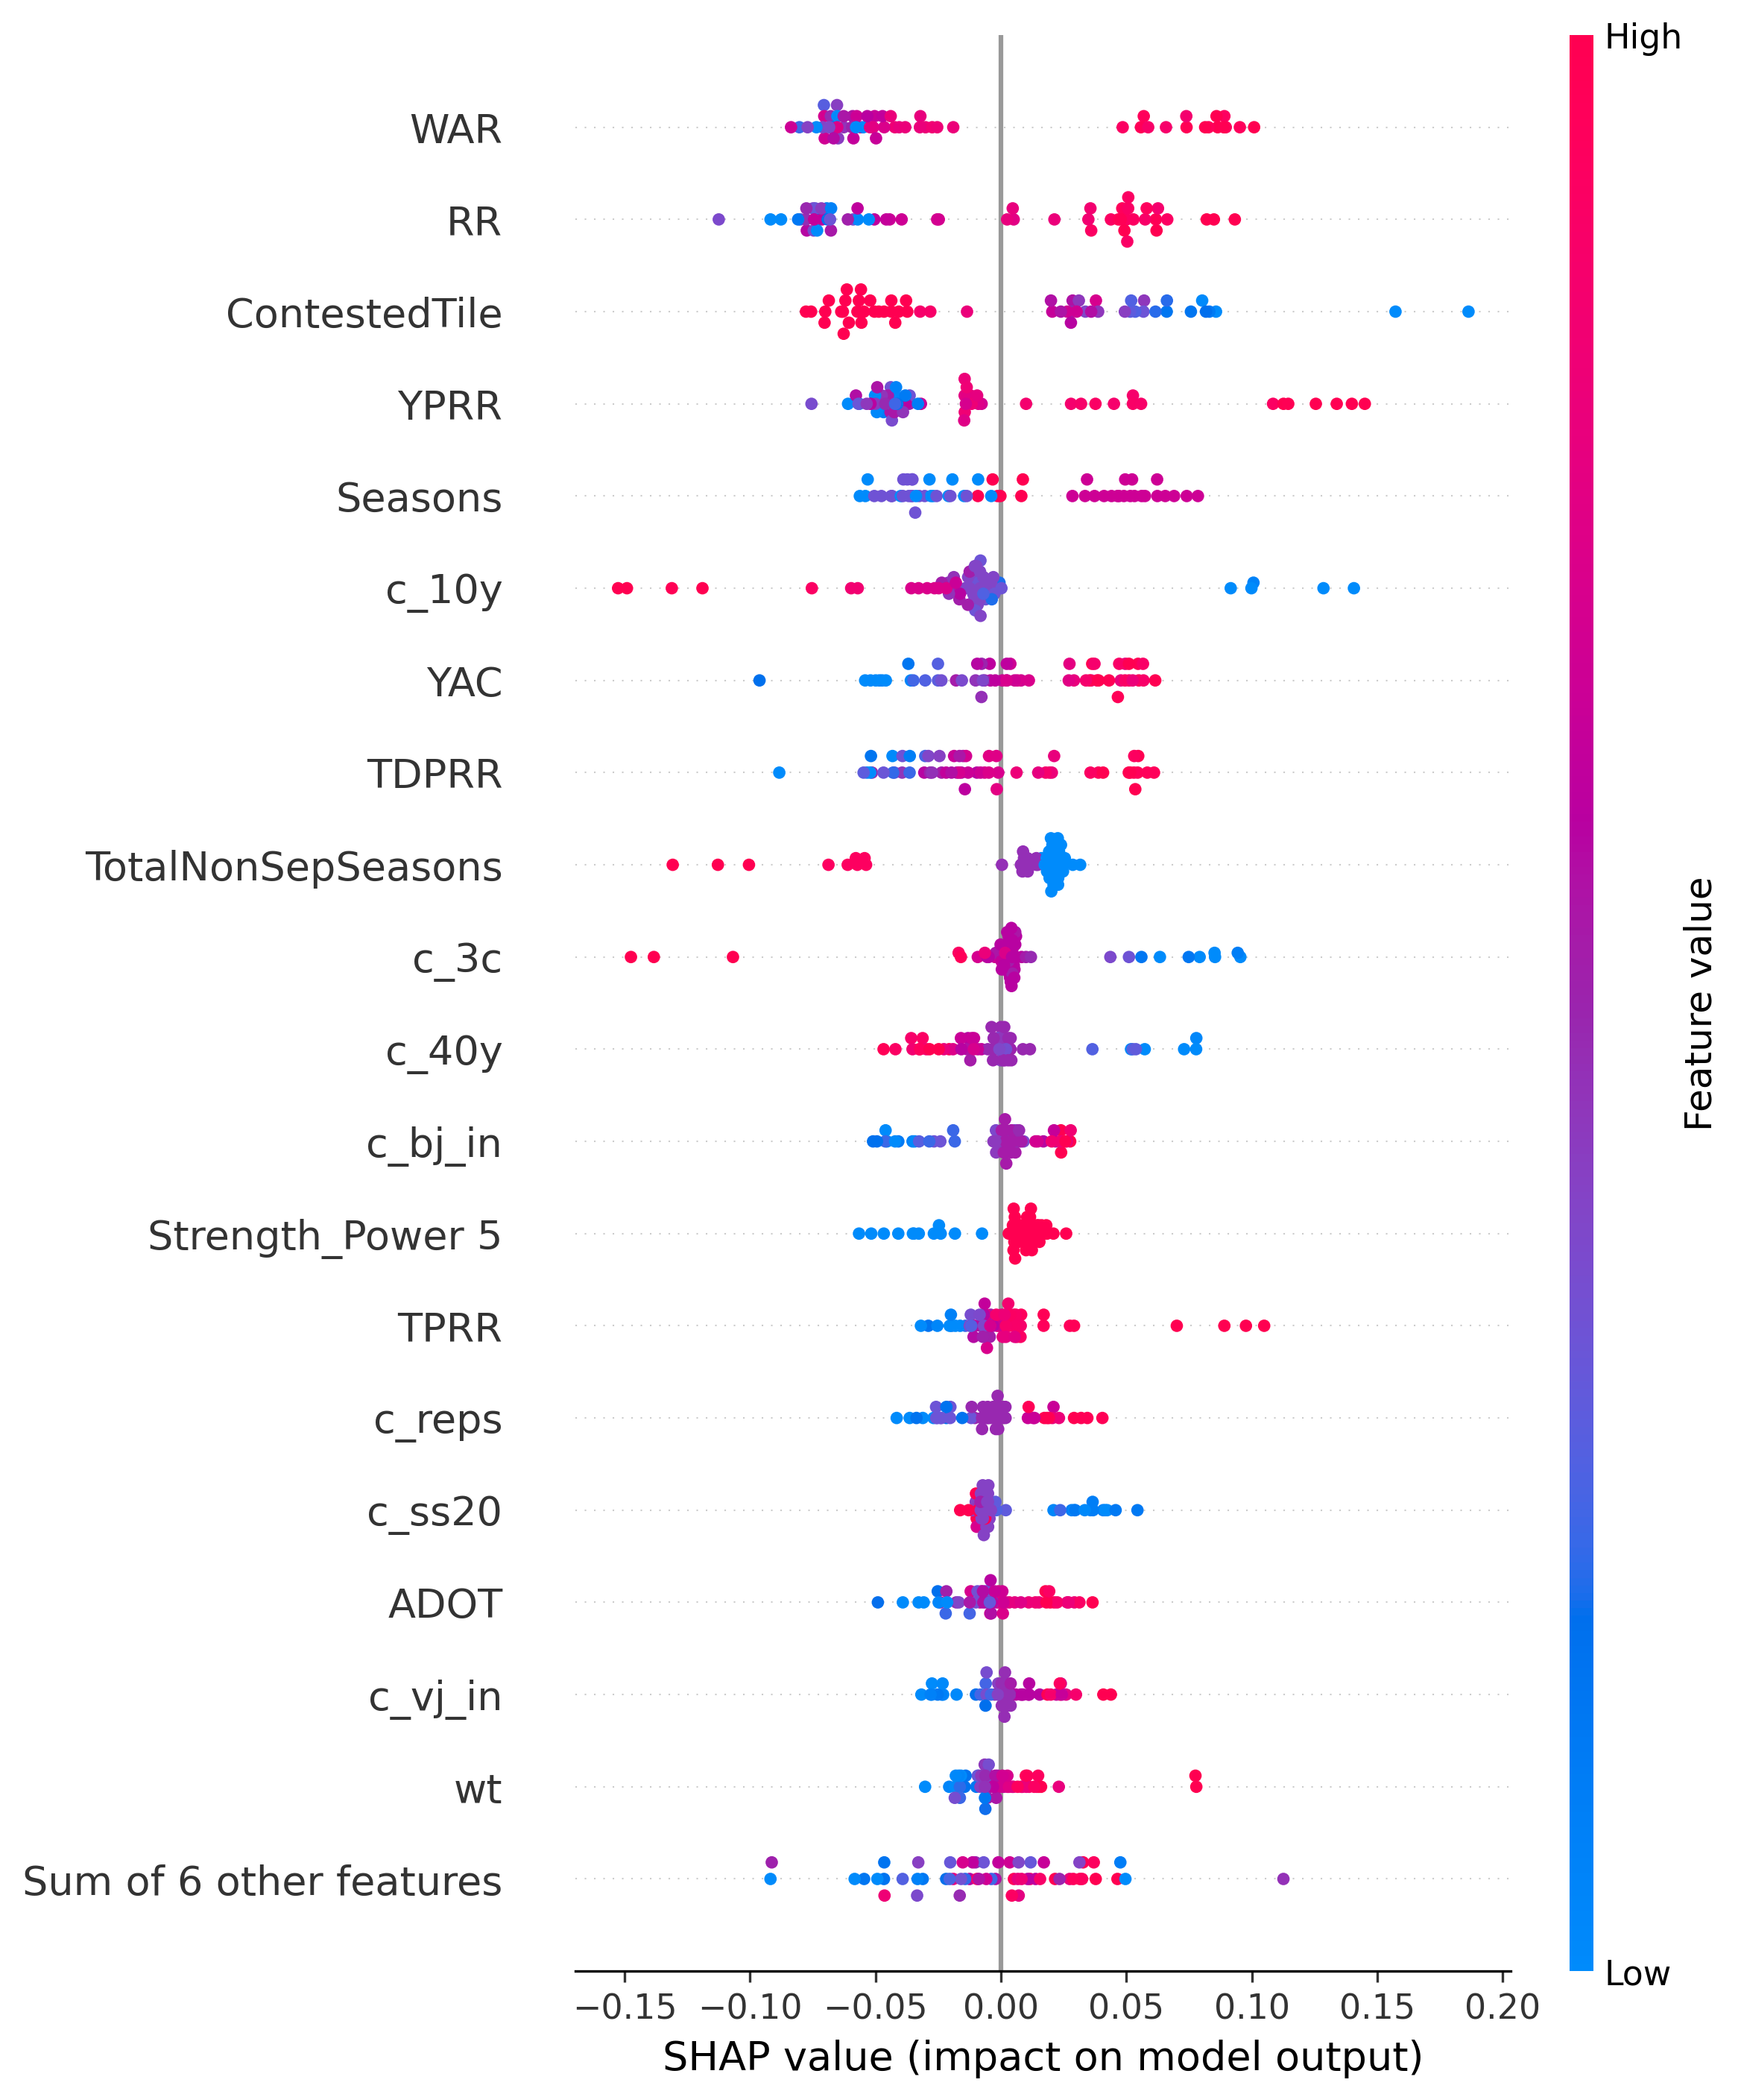 High
WAR
RR
ContestedTile
YPRR
Seasons
c_10y
YAC
TDPRR
TotalNonSepSeasons
c_3c
c_40y
c_bj_in
Strength_Power 5
TPRR
c_reps
c_ss20
ADOT
c_vj_in
wt
Sum of 6 other features
Feature value
Low
−0.15 −0.10 −0.05 0.00 0.05 0.10 0.15 0.20
SHAP value (impact on model output)